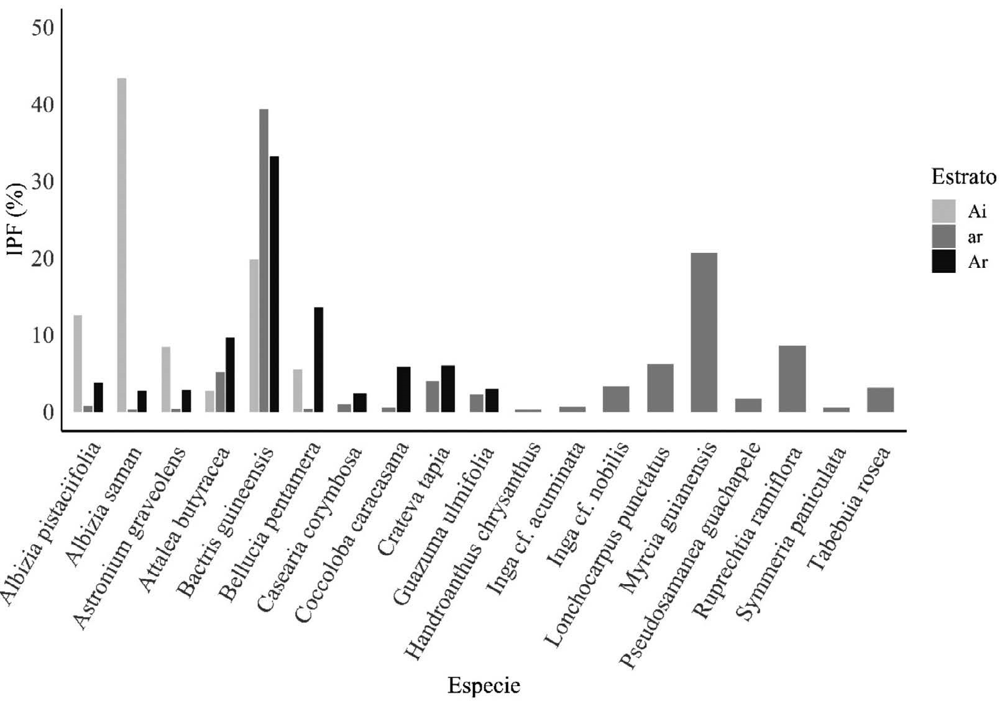 50
40
30
20
10
0
IPF (%)
Estrato
Ai
ar
Ar
Albizia pistaciifolia
Albizia saman
Astronium graveolens
Attalea butyracea
Bactris guineensis
Bellucia pentamera
Casearia corymbosa
Coccoloba caracasana
Crateva tapia
Guazuma ulmifolia
Handroanthus chrysanthus
Inga cf. acuminata
Inga cf. nobilis
Lonchocarpus punctatus
Myrcia guianensis
Pseudosamanea guachapele
Ruprechtia ramiflora
Symmeria paniculata
Tabebuia rosea
Especie